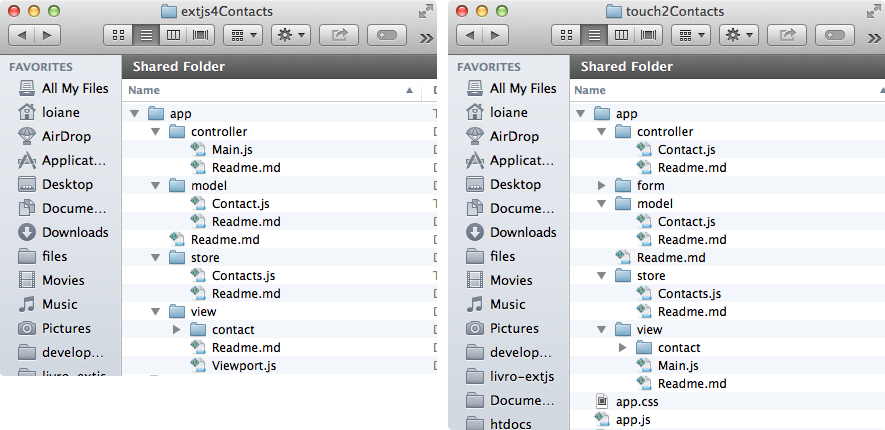 extjs4Contacts
FAVORITES
All My Files
loiane
AirDrop
Applicat...
Desktop
Docume...
Downloads
files
Movies
Music
Pictures
develop...
livro-extjs
Shared Folder
Name
app
controller
Main.js
Readme.md
model
Contact.js
Readme.md
Readme.md
store
Contacts.js
Readme.md
view
contact
Readme.md
Viewport.js
touch2Contacts
FAVORITES
All My Files
loiane
AirDrop
Applicat...
Desktop
Docume...
Downloads
files
Movies
Music
Pictures
develop...
livro-extjs
Docume...
htdocs
Shared Folder
Name
app
controller
Contact.js
Readme.md
form
model
Contact.js
Readme.md
Readme.md
store
Contacts.js
Readme.md
view
contact
Main.js
Readme.md
app.css
app.js